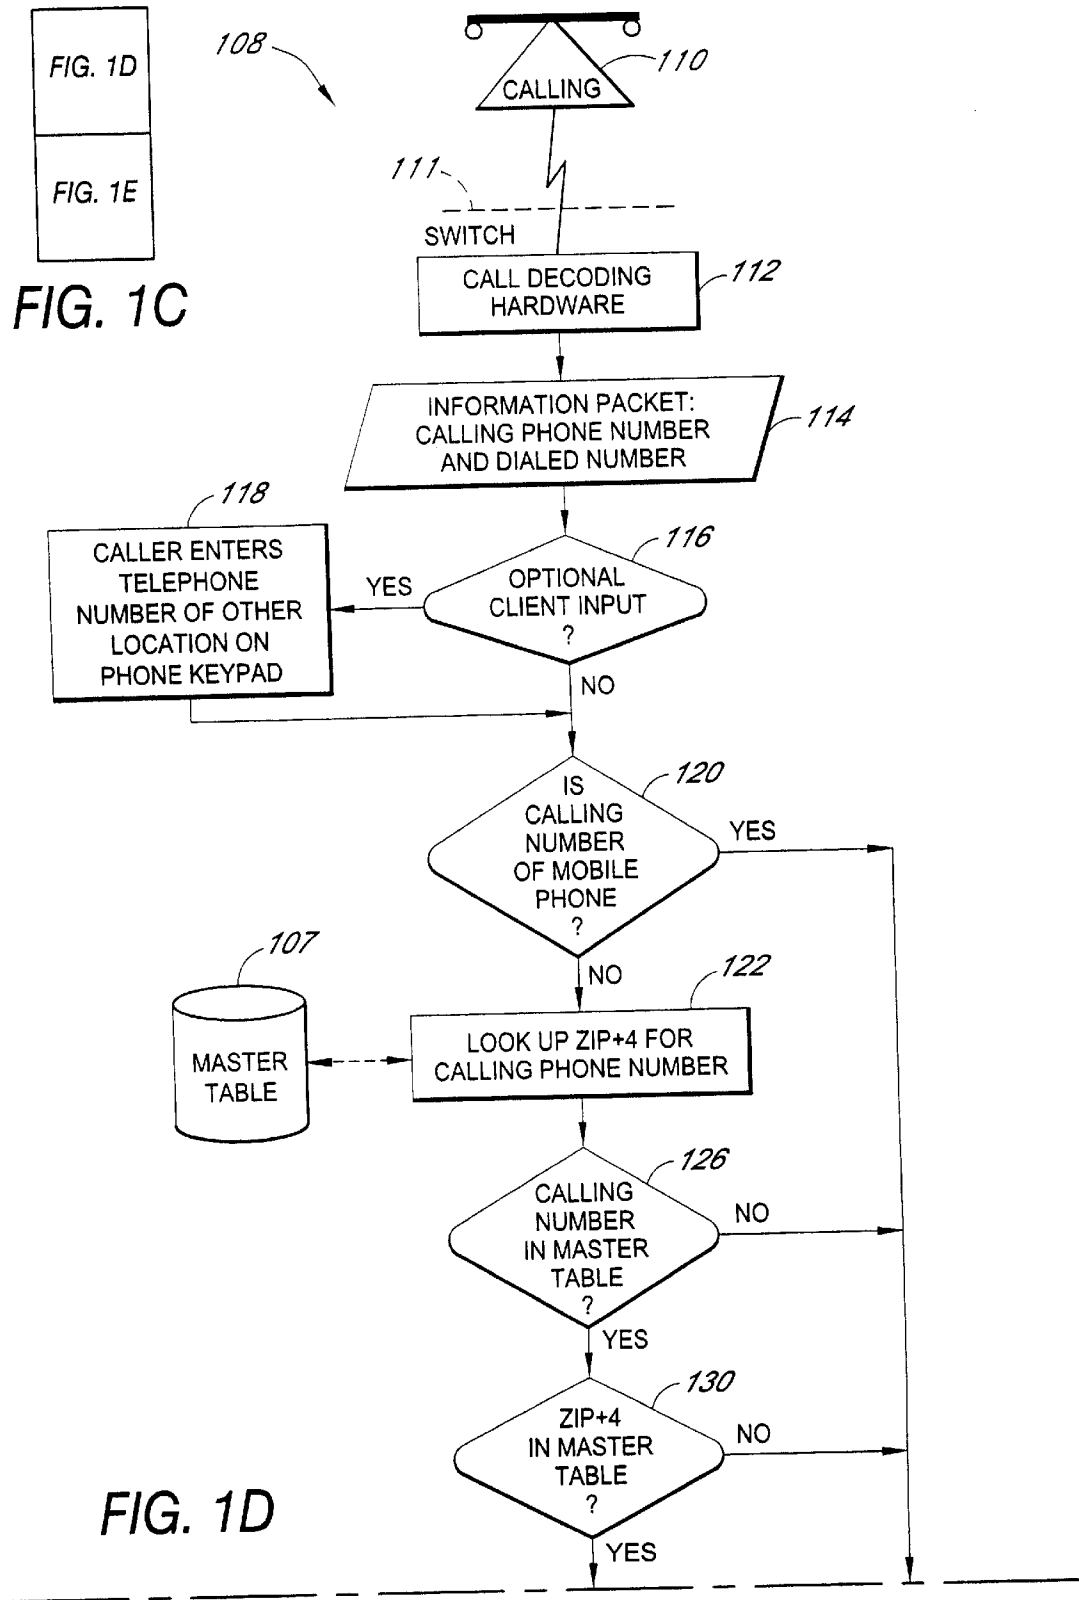 FIG. 1D
FIG. 1E
FIG. 1C
108
CALLING
110
111
SWITCH
CALL DECODING
HARDWARE
112
INFORMATION PACKET:
CALLING PHONE NUMBER
AND DIALED NUMBER
114
118
CALLER ENTERS
TELEPHONE
NUMBER OF OTHER
LOCATION ON
PHONE KEYPAD
YES
116
OPTIONAL
CLIENT INPUT
?
NO
120
IS
CALLING
NUMBER
OF MOBILE
PHONE
?
YES
NO
107
MASTER
TABLE
122
LOOK UP ZIP+4 FOR
CALLING PHONE NUMBER
126
CALLING
NUMBER
IN MASTER
TABLE
?
NO
YES
130
ZIP+4
IN MASTER
TABLE
?
NO
YES
FIG. 1D